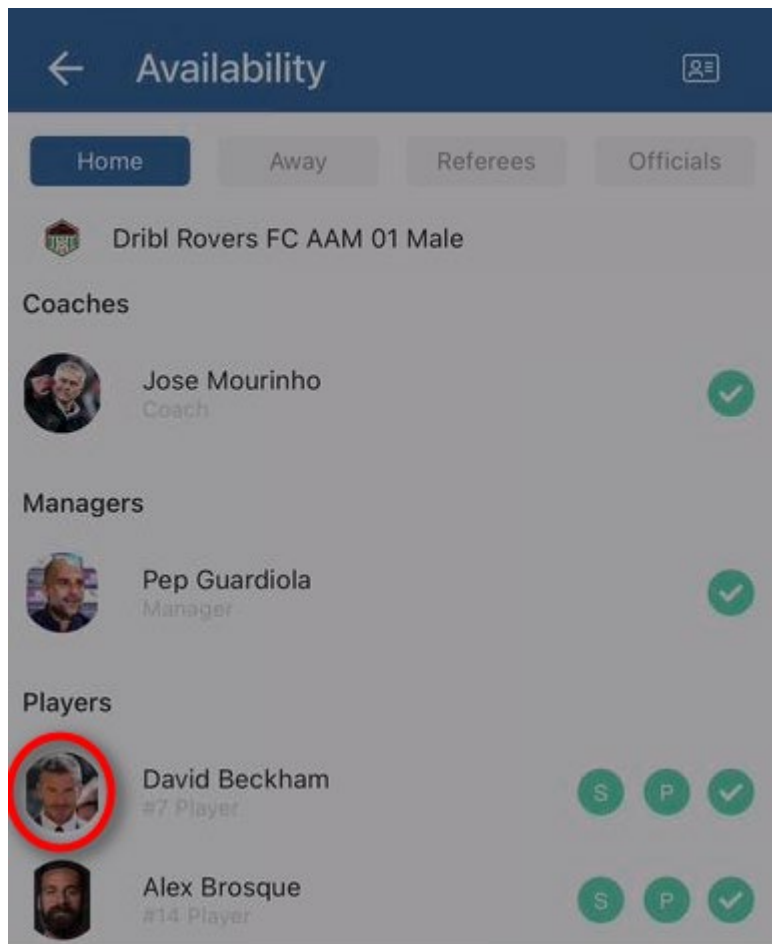 Availability
Home Away Referees Officials
Dribl Rovers FC AAM 01 Male
Coaches
Jose Mourinho
Coach
Managers
Pep Guardiola
Manager
Players
David Beckham
#7 Player
S P
Alex Brosque
#14 Player
S P